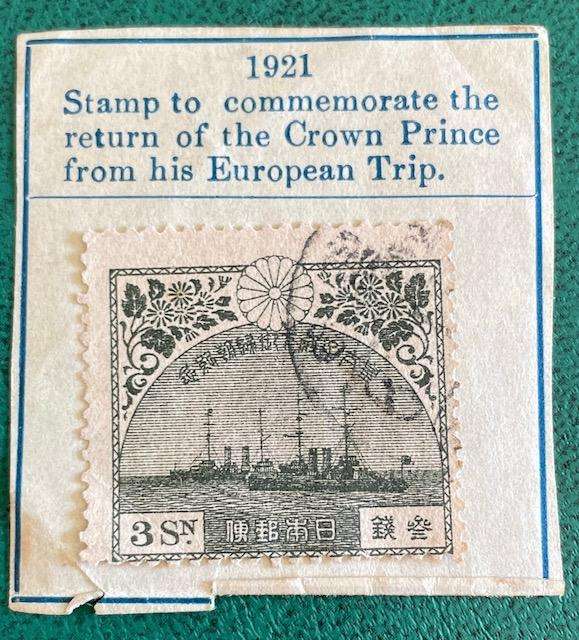 1921
Stamp to commemorate the
return of the Crown Prince
from his European Trip.
3 SN.
便郵本日
錢叄